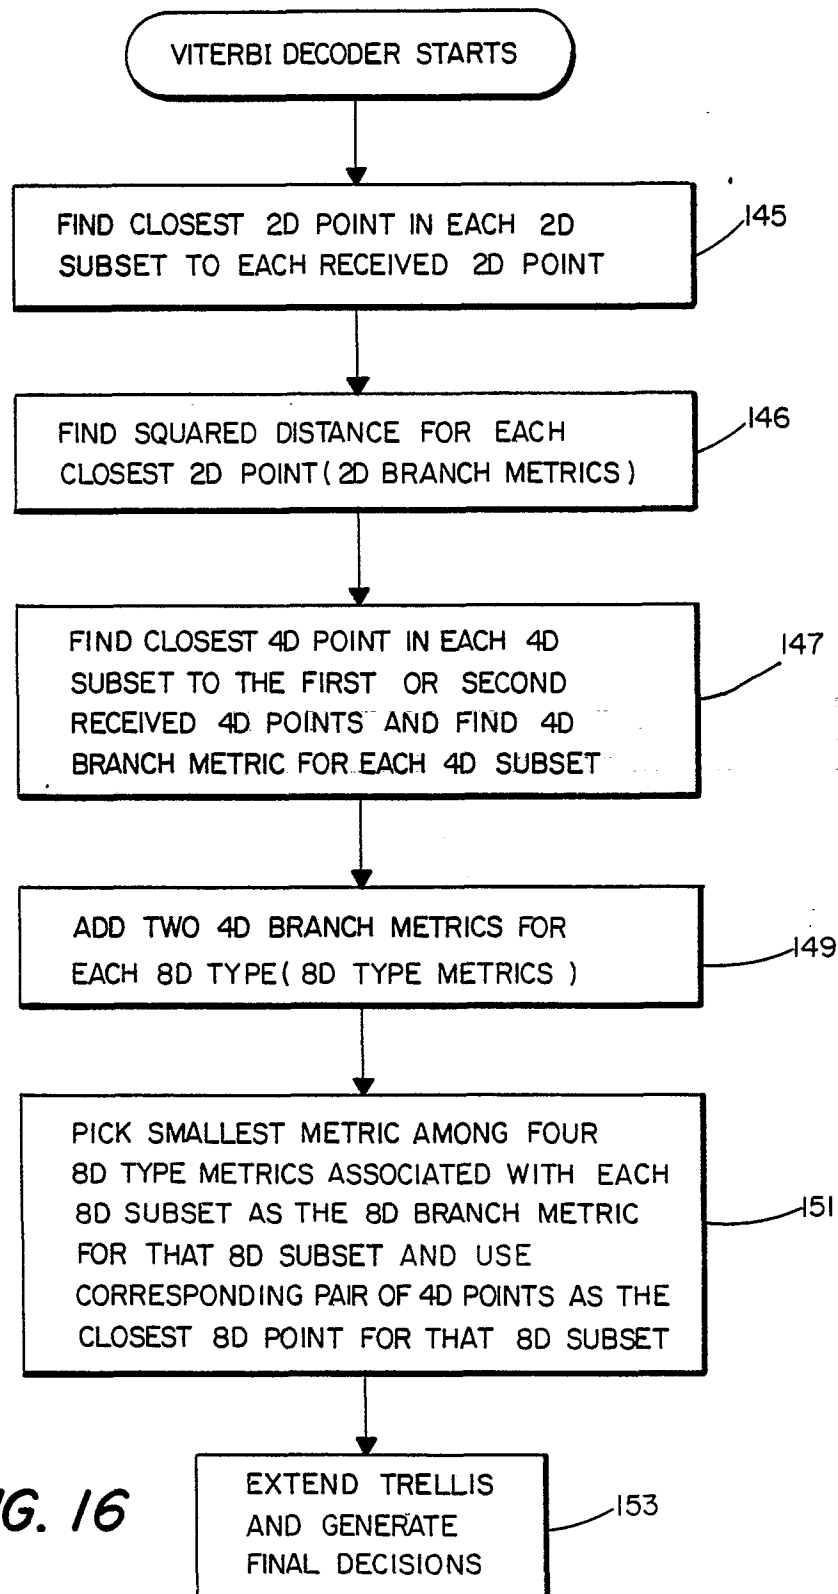 VITERBI DECODER STARTS
FIND CLOSEST 2D POINT IN EACH 2D
SUBSET TO EACH RECEIVED 2D POINT
145
FIND SQUARED DISTANCE FOR EACH
CLOSEST 2D POINT (2D BRANCH METRICS)
146
FIND CLOSEST 4D POINT IN EACH 4D
SUBSET TO THE FIRST OR SECOND
RECEIVED 4D POINTS AND FIND 4D
BRANCH METRIC FOR EACH 4D SUBSET
147
ADD TWO 4D BRANCH METRICS FOR
EACH 8D TYPE (8D TYPE METRICS)
149
PICK SMALLEST METRIC AMONG FOUR
8D TYPE METRICS ASSOCIATED WITH EACH
8D SUBSET AS THE 8D BRANCH METRIC
FOR THAT 8D SUBSET AND USE
CORRESPONDING PAIR OF 4D POINTS AS THE
CLOSEST 8D POINT FOR THAT 8D SUBSET
151
EXTEND TRELLIS
AND GENERATE
FINAL DECISIONS
153
G. 16